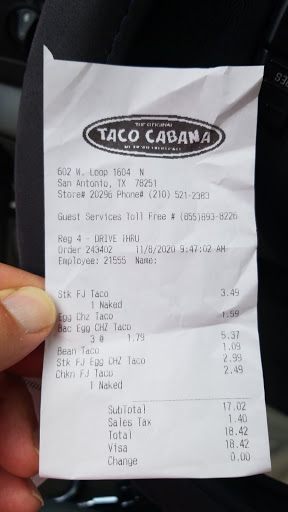 THE ORIGINAL
TACO CABANA
602 W. Loop 1604 N
San Antonio, TX 78251
Store# 20296 Phone# (210) 521-2383
Guest Services Toll Free # (855)893-8226
Reg 4 - DRIVE THRU
Order 243402 11/8/2020 9:47:02 AM
Employee: 21555 Name:
Stk FJ Taco 3.49
1 Naked
Egg Chz Taco 1.59
Bac Egg CHZ Taco
3 @ 1.79 5.37
Bean Taco 1.09
Stk FJ Egg CHZ Taco 2.99
Chkn FJ Taco 2.49
1 Naked
SubTotal 17.02
Sales Tax 1.40
Total 18.42
Visa 18.42
Change 0.00